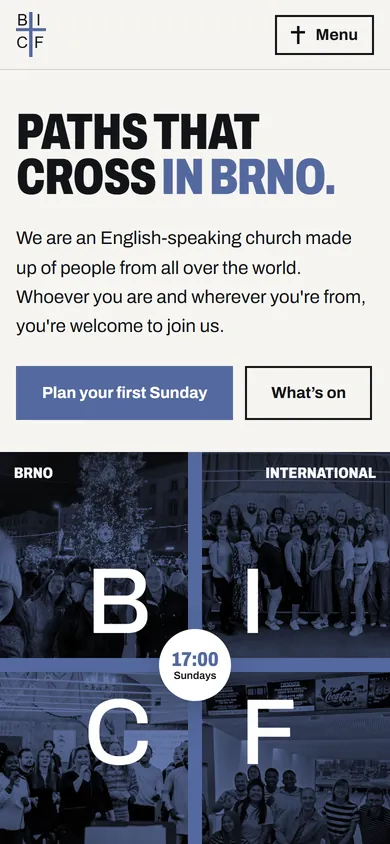 B I
C F
Menu
PATHS THAT
CROSS IN BRNO.
We are an English-speaking church made
up of people from all over the world.
Whoever you are and wherever you're from,
you're welcome to join us.
Plan your first Sunday
What’s on
BRNO
INTERNATIONAL
B I
17:00
Sundays
C F
Coca-Cola